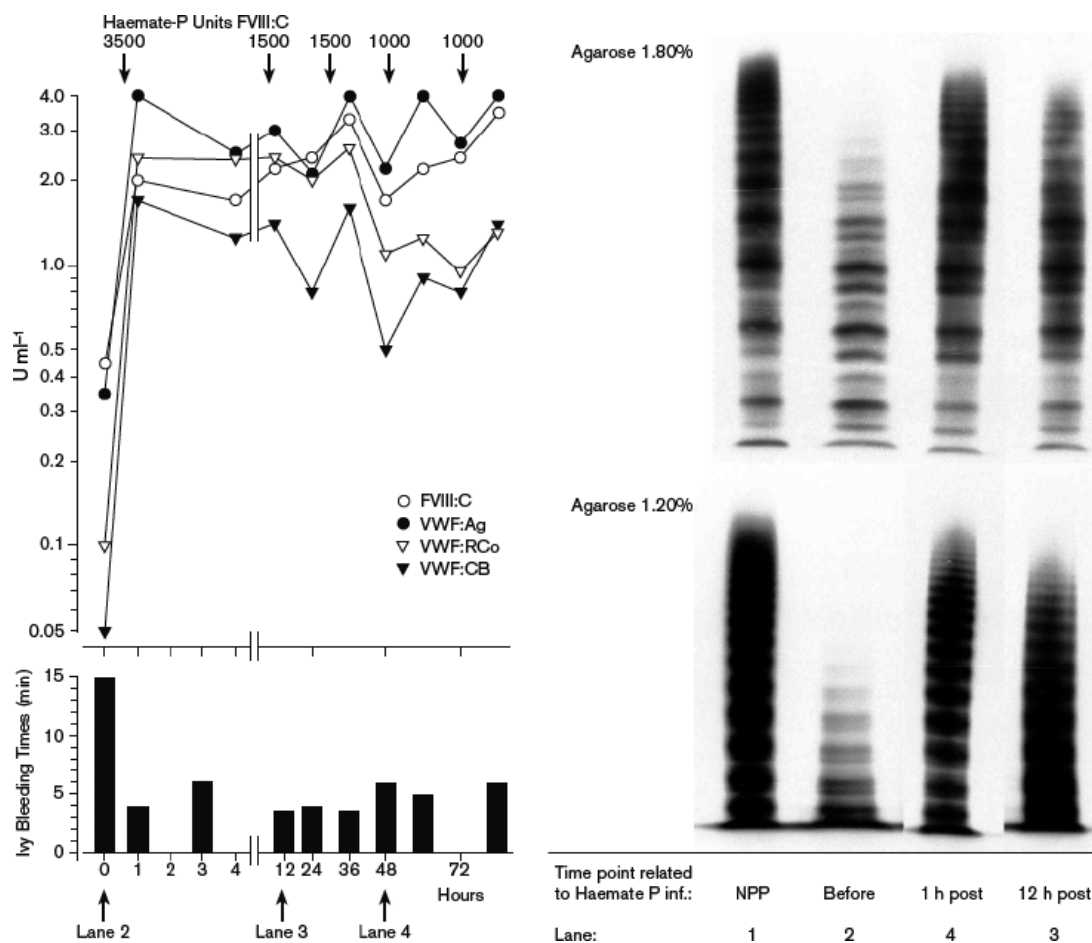 Haemate-P Units FVIII:C
3500 1500 1500 1000 1000
4.0
3.0
2.0
1.0
0.5
0.4
0.3
0.2
0.1
0.05
U ml–1
FVIII:C
VWF:Ag
VWF:RCo
VWF:CB
15
10
5
0
Ivy Bleeding Times (min)
0 1 2 3 4 12 24 36 48 72
Hours
Lane 2 Lane 3 Lane 4
Agarose 1.80%
Agarose 1.20%
Time point related
to Haemate P inf.: NPP Before 1 h post 12 h post
Lane: 1 2 4 3